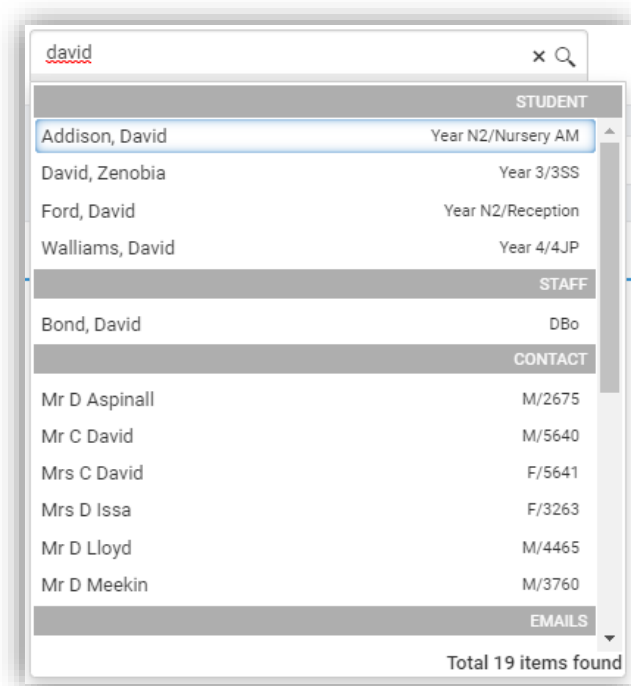 david
STUDENT
Addison, David Year N2/Nursery AM
David, Zenobia Year 3/3SS
Ford, David Year N2/Reception
Walliams, David Year 4/4JP
STAFF
Bond, David DBo
CONTACT
Mr D Aspinall M/2675
Mr C David M/5640
Mrs C David F/5641
Mrs D Issa F/3263
Mr D Lloyd M/4465
Mr D Meekin M/3760
EMAILS
Total 19 items found